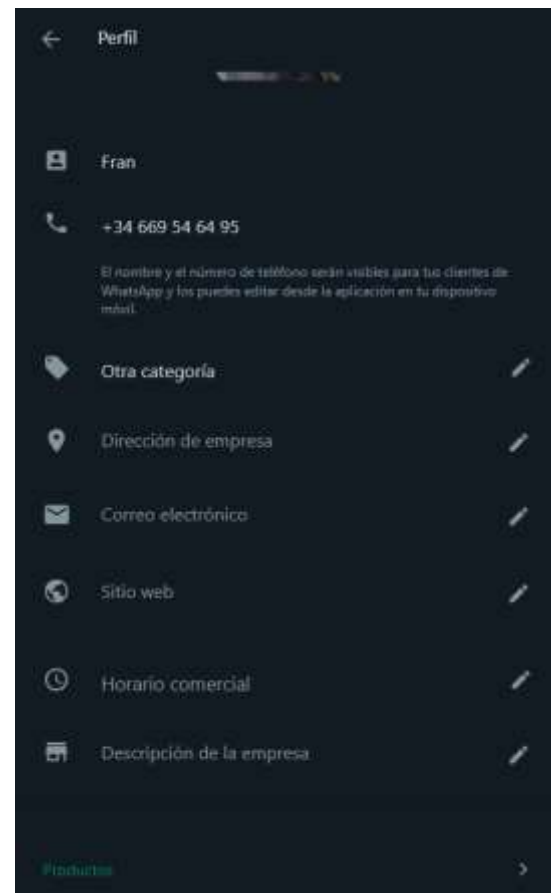 Perfil
Fran
+34 669 54 64 95
El nombre y el número de teléfono serán visibles para tus clientes de
WhatsApp y los puedes editar desde la aplicación en tu dispositivo
móvil.
Otra categoría
Dirección de empresa
Correo electrónico
Sitio web
Horario comercial
Descripción de la empresa
Productos